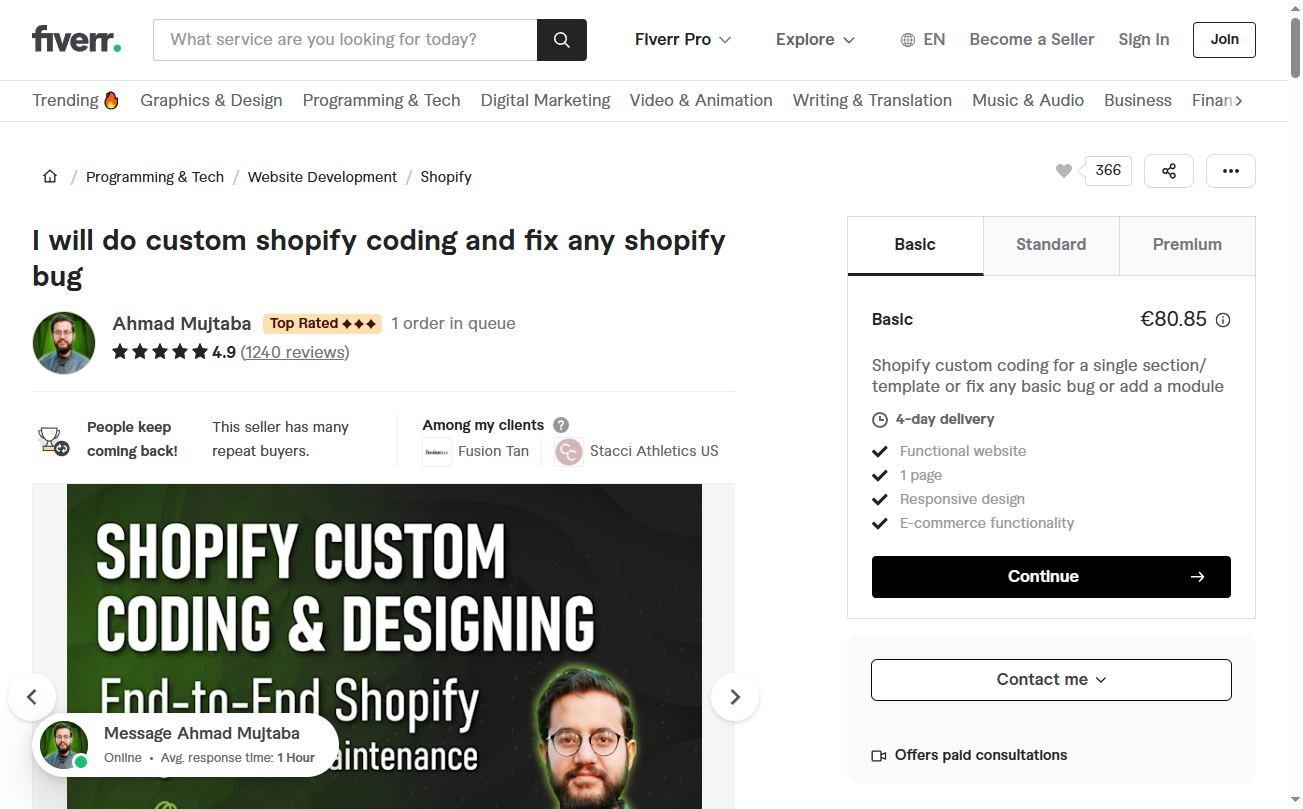 fiverr.
What service are you looking for today?
Fiverr Pro
Explore
EN
Become a Seller
Sign In
Join
Trending
Graphics & Design
Programming & Tech
Digital Marketing
Video & Animation
Writing & Translation
Music & Audio
Business
Finan
Programming & Tech / Website Development / Shopify
366
I will do custom shopify coding and fix any shopify
bug
Ahmad Mujtaba
Top Rated
1 order in queue
4.9 (1240 reviews)
People keep
coming back!
This seller has many
repeat buyers.
Among my clients
Fusion Tan
Stacci Athletics US
SHOPIFY CUSTOM
CODING & DESIGNING
End-to-End Shopify
aintenance
Message Ahmad Mujtaba
Online • Avg. response time: 1 Hour
Basic
Standard
Premium
Basic
€80.85
Shopify custom coding for a single section/
template or fix any basic bug or add a module
4-day delivery
Functional website
1 page
Responsive design
E-commerce functionality
Continue
Contact me
Offers paid consultations